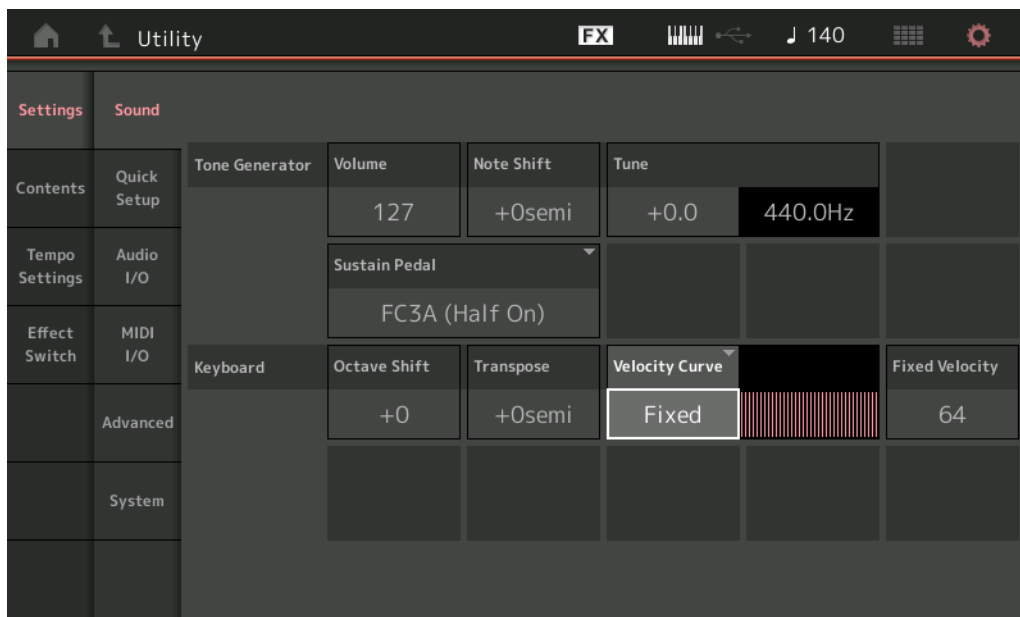 Utility
FX
♩ 140
Settings
Sound
Contents
Quick
Setup
Tempo
Settings
Audio
I/O
Effect
Switch
MIDI
I/O
Advanced
System
Tone Generator
Volume
Note Shift
Tune
127
+0semi
+0.0
440.0Hz
Sustain Pedal
FC3A (Half On)
Keyboard
Octave Shift
Transpose
Velocity Curve
Fixed Velocity
+0
+0semi
Fixed
64